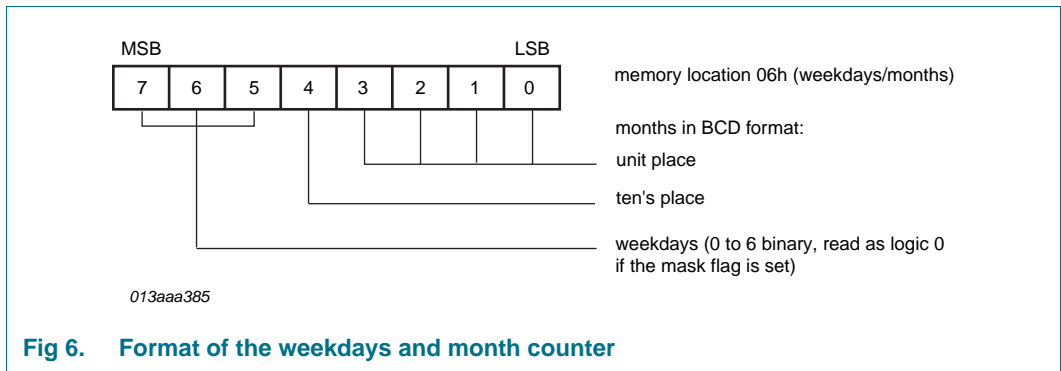 MSB LSB
7 6 5 4 3 2 1 0
memory location 06h (weekdays/months)
months in BCD format:
unit place
ten's place
weekdays (0 to 6 binary, read as logic 0
if the mask flag is set)
013aaa385
Fig 6. Format of the weekdays and month counter